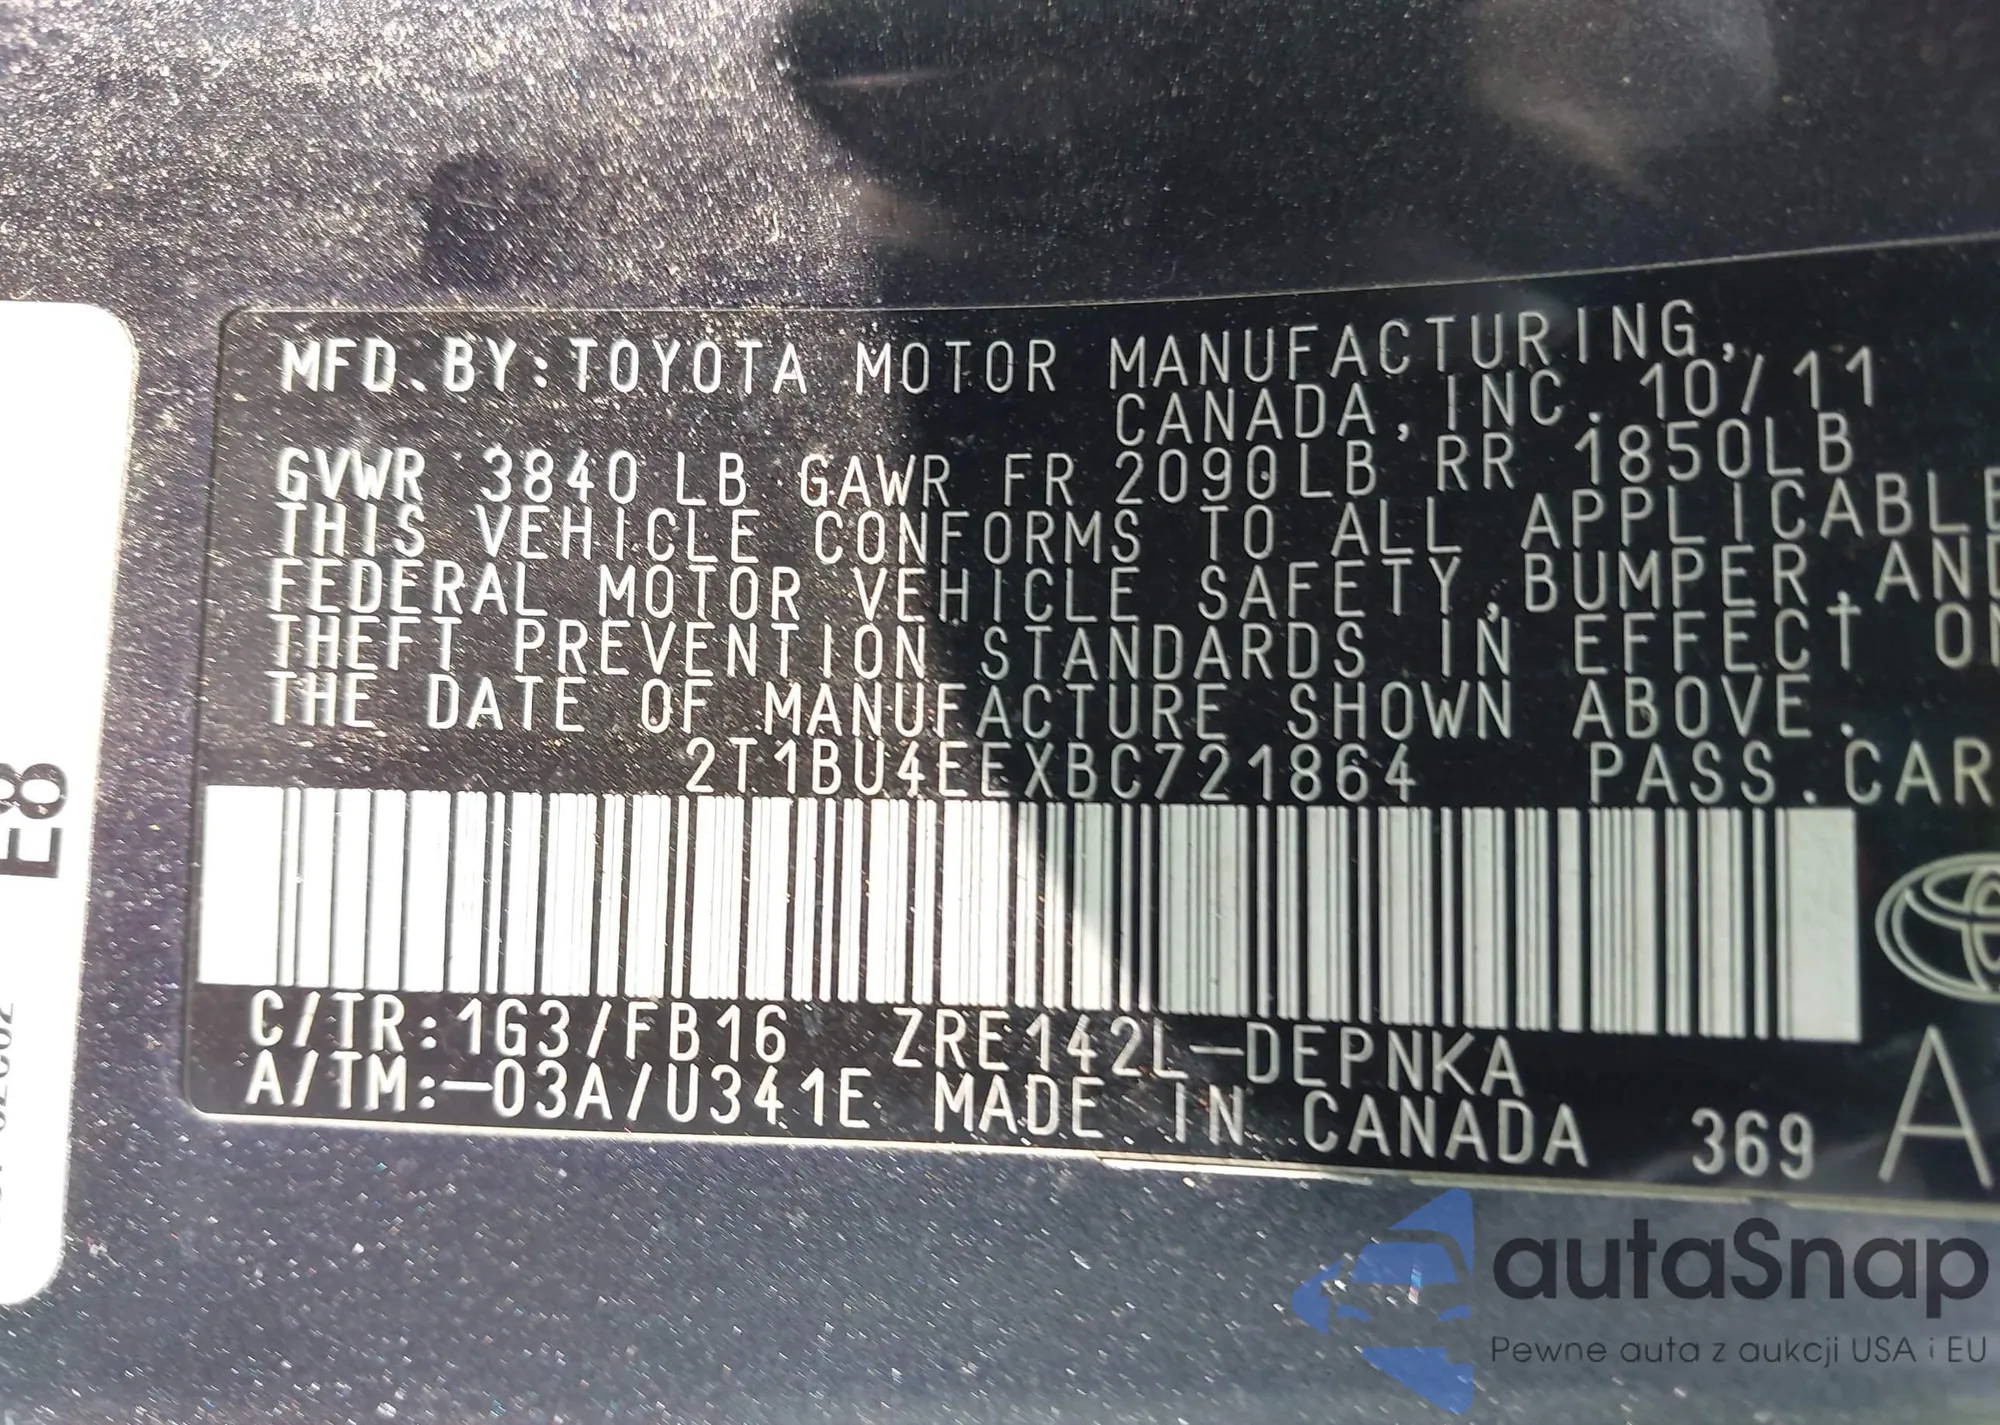 MFD.BY:TOYOTA MOTOR MANUFACTURING,
CANADA, INC. 10/11
GVWR 3840 LB GAWR FR 2090LB RR 1850LB
THIS VEHICLE CONFORMS TO ALL APPLICABLE
FEDERAL MOTOR VEHICLE SAFETY,BUMPER,AND
THEFT PREVENTION STANDARDS IN EFFECT ON
THE DATE OF MANUFACTURE SHOWN ABOVE.
2T1BU4EEXBC721864 PASS.CAR
C/TR:1G3/FB16 ZRE142L-DEPNKA
A/TM:-03A/U341E MADE IN CANADA 369 A
E8
autaSnap
Pewne auta z aukcji USA i EU